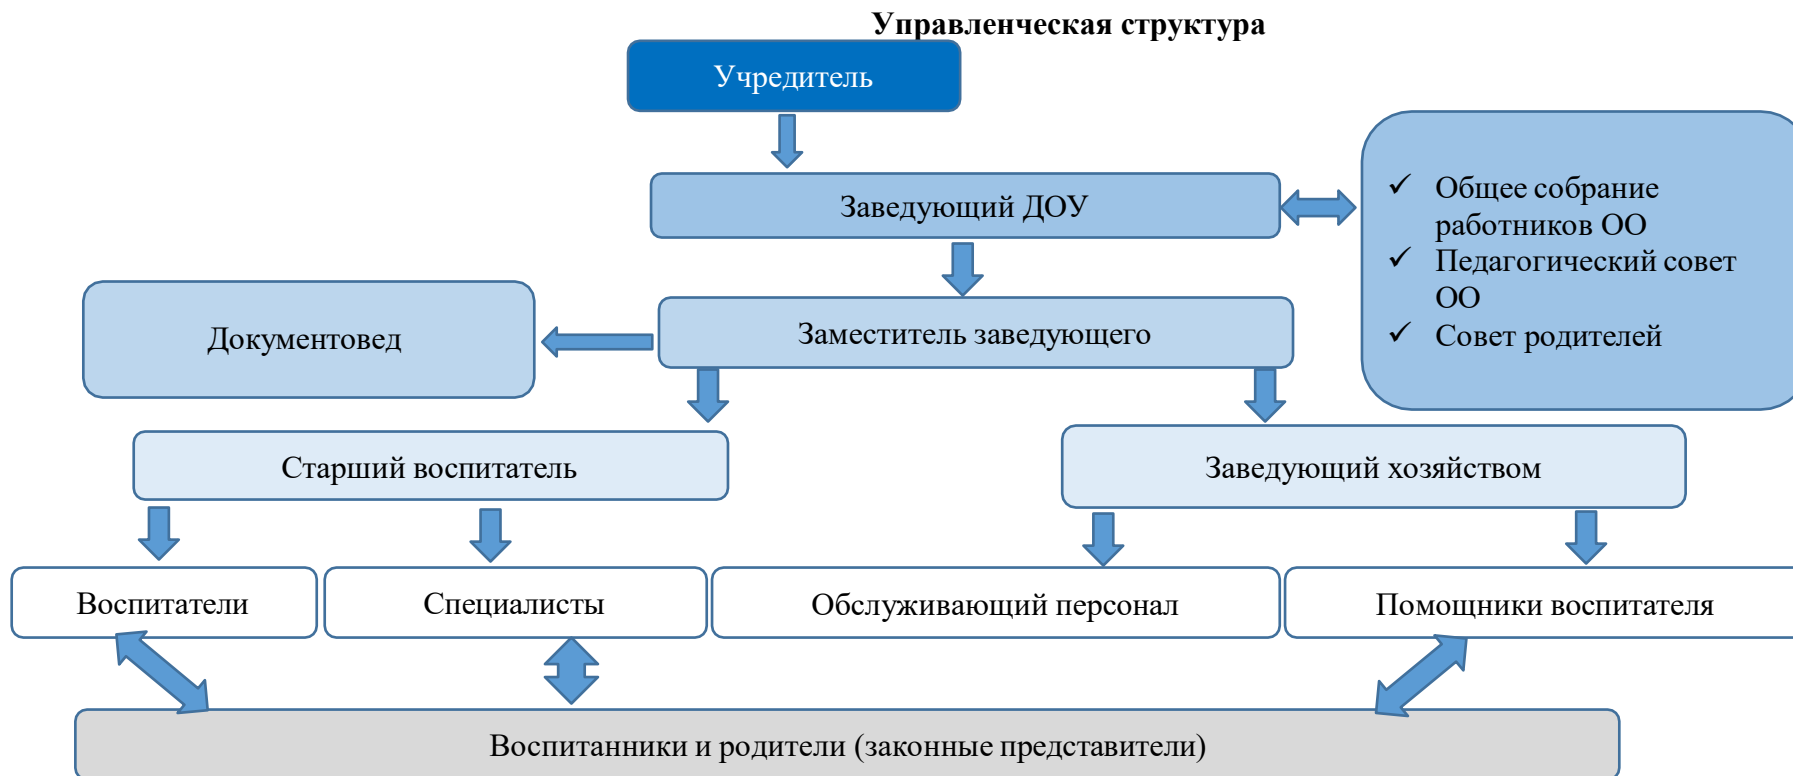 Управленческая структура
Учредитель
Заведующий ДОУ
✓ Общее собрание
работников ОО
✓ Педагогический совет
ОО
✓ Совет родителей
Документовед
Заместитель заведующего
Старший воспитатель
Заведующий хозяйством
Воспитатели
Специалисты
Обслуживающий персонал
Помощники воспитателя
Воспитанники и родители (законные представители)